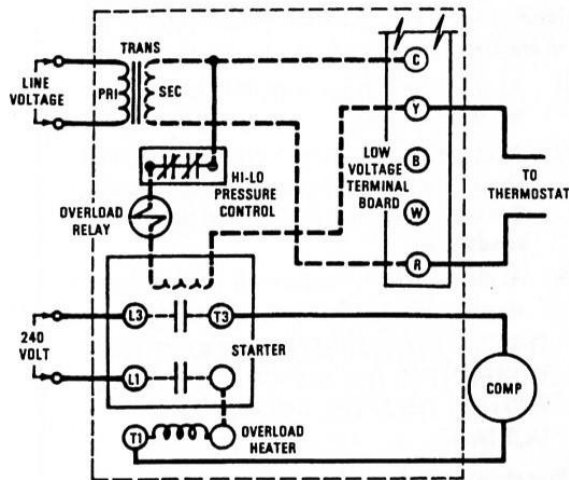 TRANS
LINE
VOLTAGE
PRI
SEC
C
Y
LOW
VOLTAGE
TERMINAL
BOARD
B
W
R
TO
THERMOSTAT
HI-LO
PRESSURE
CONTROL
OVERLOAD
RELAY
L3
T3
240
VOLT
STARTER
L1
COMP
T1
OVERLOAD
HEATER